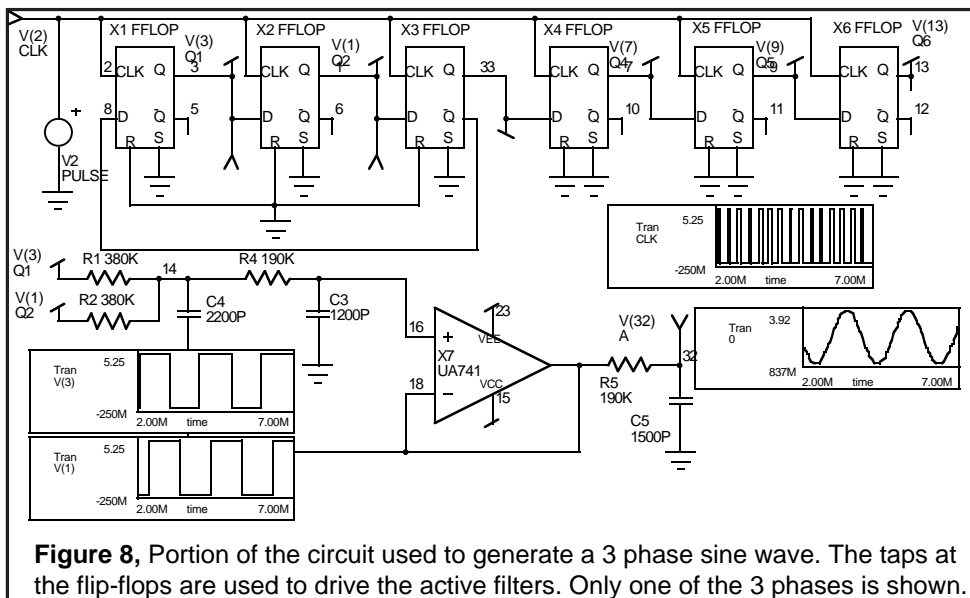 X1 FFLOP X2 FFLOP X3 FFLOP X4 FFLOP X5 FFLOP X6 FFLOP
V(2)
CLK
V(3)
Q1
V(1)
Q2
V(7)
Q4
V(9)
Q5
V(13)
Q6
2 CLK Q 3 CLK Q 1 CLK Q 33 CLK Q 7 CLK Q 9 CLK Q 13
8 D Q 5 D Q 6 D Q D Q 10 D Q 11 D Q 12
R S R S R S R S R S R S
V2
PULSE
Tran
CLK
5.25
-250M
2.00M time 7.00M
V(3)
Q1
R1 380K
14
R4 190K
V(1)
Q2
R2 380K
C4
2200P
C3
1200P
16
23
VEE
X7
UA741
18
VCC
15
V(32)
A
32
R5
190K
C5
1500P
Tran
0
3.92
837M
2.00M time 7.00M
Tran
V(3)
5.25
-250M
2.00M time 7.00M
Tran
V(1)
5.25
-250M
2.00M time 7.00M
Figure 8, Portion of the circuit used to generate a 3 phase sine wave. The taps at
the flip-flops are used to drive the active filters. Only one of the 3 phases is shown.